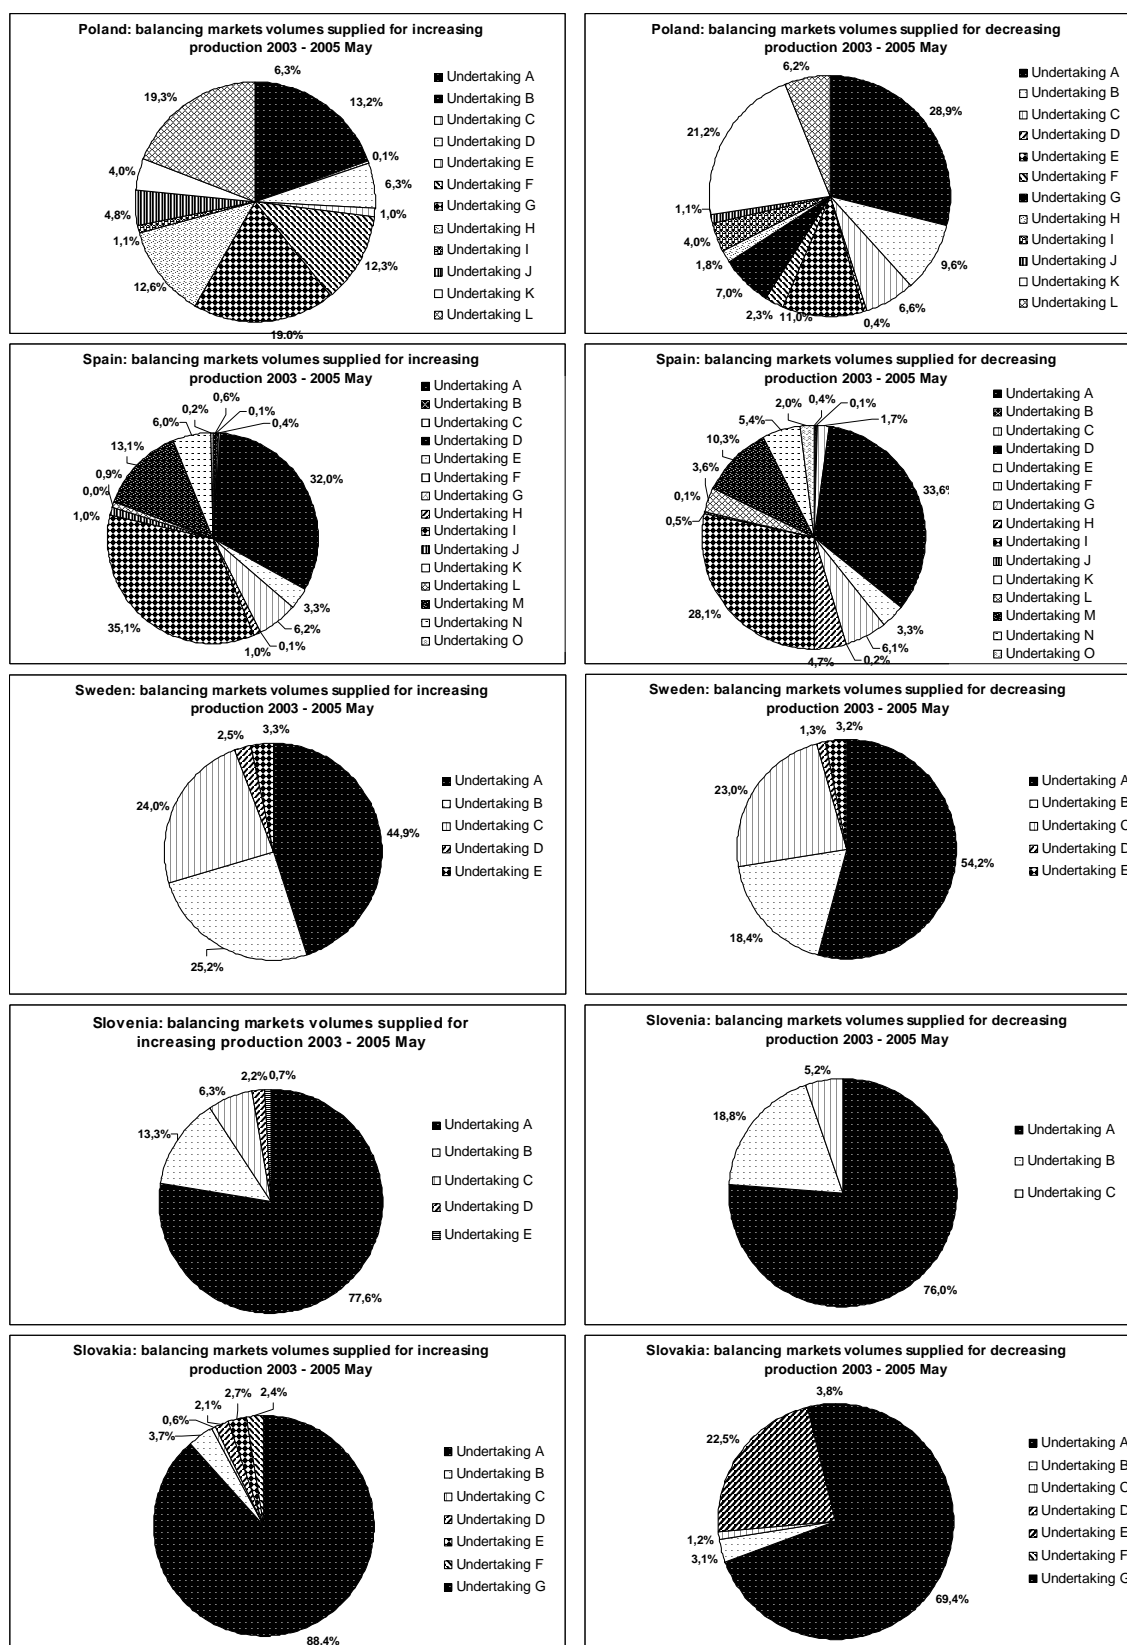 Poland: balancing markets volumes supplied for increasing
production 2003 - 2005 May
6,3%
13,2%
0,1%
6,3%
1,0%
12,3%
19,0%
12,6%
1,1%
4,8%
4,0%
19,3%
Undertaking A
Undertaking B
Undertaking C
Undertaking D
Undertaking E
Undertaking F
Undertaking G
Undertaking H
Undertaking I
Undertaking J
Undertaking K
Undertaking L
Poland: balancing markets volumes supplied for decreasing
production 2003 - 2005 May
6,2%
28,9%
9,6%
6,6%
0,4%
11,0%
2,3%
7,0%
1,8%
4,0%
1,1%
21,2%
Undertaking A
Undertaking B
Undertaking C
Undertaking D
Undertaking E
Undertaking F
Undertaking G
Undertaking H
Undertaking I
Undertaking J
Undertaking K
Undertaking L
Spain: balancing markets volumes supplied for increasing
production 2003 - 2005 May
0,6%
0,1%
0,4%
32,0%
3,3%
6,2%
0,1%
1,0%
35,1%
1,0%
0,0%
0,9%
13,1%
6,0%
0,2%
Undertaking A
Undertaking B
Undertaking C
Undertaking D
Undertaking E
Undertaking F
Undertaking G
Undertaking H
Undertaking I
Undertaking J
Undertaking K
Undertaking L
Undertaking M
Undertaking N
Undertaking O
Spain: balancing markets volumes supplied for decreasing
production 2003 - 2005 May
0,4%
0,1%
1,7%
33,6%
3,3%
6,1%
0,2%
4,7%
28,1%
0,5%
0,1%
3,6%
10,3%
5,4%
2,0%
Undertaking A
Undertaking B
Undertaking C
Undertaking D
Undertaking E
Undertaking F
Undertaking G
Undertaking H
Undertaking I
Undertaking J
Undertaking K
Undertaking L
Undertaking M
Undertaking N
Undertaking O
Sweden: balancing markets volumes supplied for increasing
production 2003 - 2005 May
2,5%
3,3%
24,0%
44,9%
25,2%
Undertaking A
Undertaking B
Undertaking C
Undertaking D
Undertaking E
Sweden: balancing markets volumes supplied for decreasing
production 2003 - 2005 May
1,3%
3,2%
23,0%
54,2%
18,4%
Undertaking A
Undertaking B
Undertaking C
Undertaking D
Undertaking E
Slovenia: balancing markets volumes supplied for
increasing production 2003 - 2005 May
6,3%
2,2%
0,7%
13,3%
77,6%
Undertaking A
Undertaking B
Undertaking C
Undertaking D
Undertaking E
Slovenia: balancing markets volumes supplied for decreasing
production 2003 - 2005 May
5,2%
18,8%
76,0%
Undertaking A
Undertaking B
Undertaking C
Slovakia: balancing markets volumes supplied for increasing
production 2003 - 2005 May
2,7%
2,4%
2,1%
0,6%
3,7%
88,4%
Undertaking A
Undertaking B
Undertaking C
Undertaking D
Undertaking E
Undertaking F
Undertaking G
Slovakia: balancing markets volumes supplied for decreasing
production 2003 - 2005 May
3,8%
22,5%
1,2%
3,1%
69,4%
Undertaking A
Undertaking B
Undertaking C
Undertaking D
Undertaking E
Undertaking F
Undertaking G